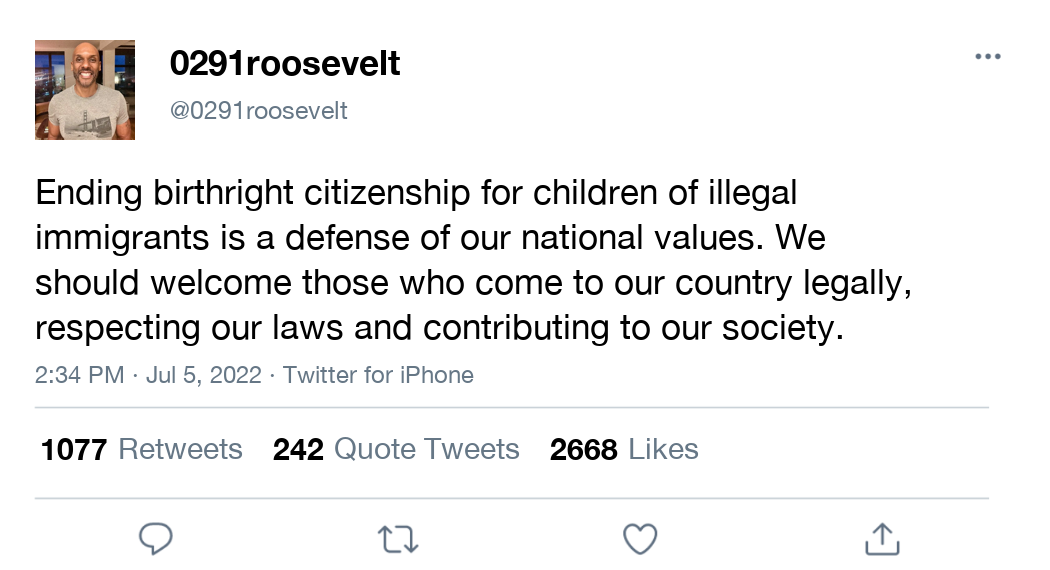 0291roosevelt
@0291roosevelt
Ending birthright citizenship for children of illegal
immigrants is a defense of our national values. We
should welcome those who come to our country legally,
respecting our laws and contributing to our society.
2:34 PM · Jul 5, 2022 · Twitter for iPhone
1077 Retweets 242 Quote Tweets 2668 Likes